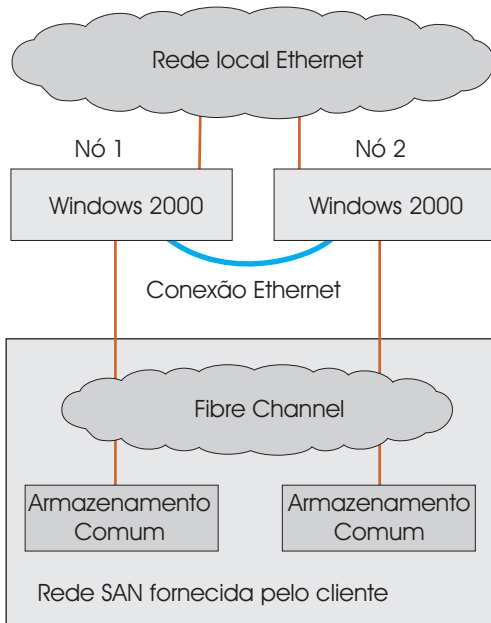 Rede local Ethernet
Nó 1
Nó 2
Windows 2000
Windows 2000
Conexão Ethernet
Fibre Channel
Armazenamento
Comum
Armazenamento
Comum
Rede SAN fornecida pelo cliente